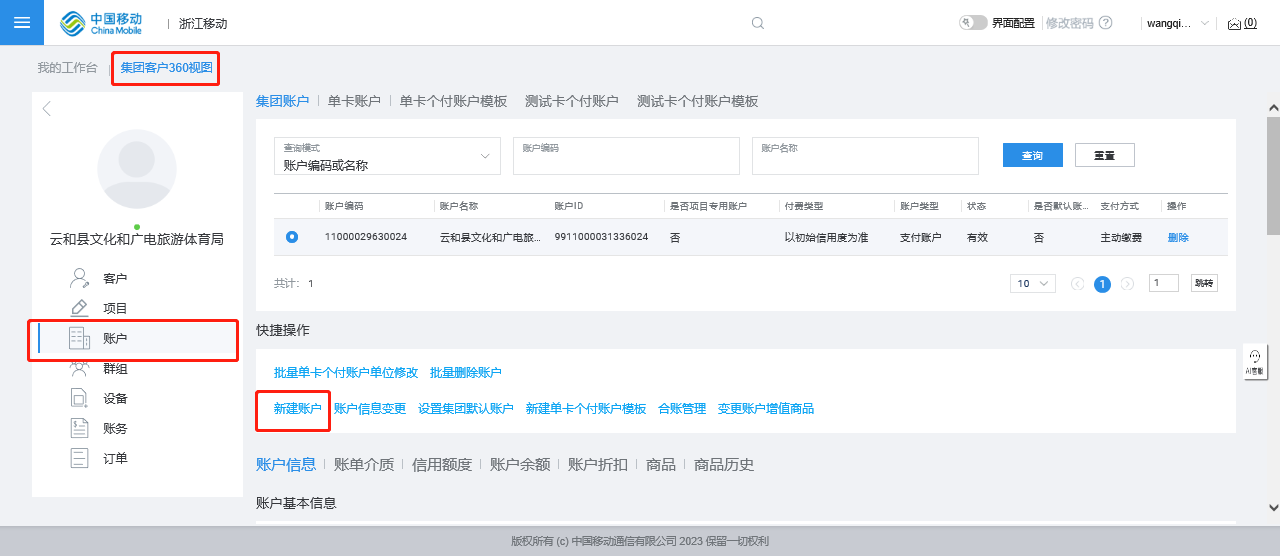 中国移动 China Mobile | 浙江移动 界面配置 修改密码 wangqi... (0)
我的工作台 集团客户360视图
云和县文化和广电旅游体育局
客户
项目
账户
群组
设备
账务
订单
集团账户 单卡账户 单卡个付账户模板 测试卡个付账户 测试卡个付账户模板
查询模式 账户编码 账户名称
账户编码或名称 查询 重置
账户编码 账户名称 账户ID 是否项目专用账户 付费类型 账户类型 状态 是否默认账... 支付方式 操作
11000029630024 云和县文化和广电旅... 9911000031336024 否 以初始信用度为准 支付账户 有效 否 主动缴费 删除
共计: 1 10 1 1 跳转
快捷操作
批量单卡个付账户单位修改 批量删除账户
新建账户 账户信息变更 设置集团默认账户 新建单卡个付账户模板 合账管理 变更账户增值商品
AI客服
账户信息 账单介质 信用额度 账户余额 账户折扣 商品 商品历史
账户基本信息
版权所有 (c) 中国移动通信有限公司 2023 保留一切权利